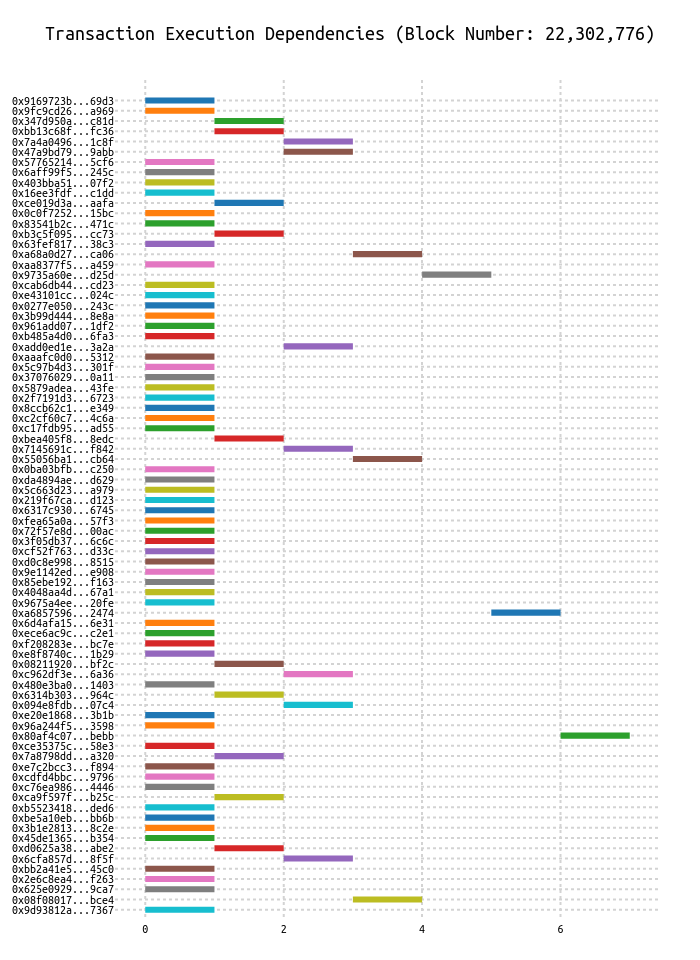 Transaction Execution Dependencies (Block Number: 22,302,776)
0x9169723b...69d3
0x9fc9cd26...a969
0x347d950a...c81d
0xbb13c68f...fc36
0x7a4a0496...1c8f
0x47a9bd79...9abb
0x57765214...5cf6
0x6aff99f5...245c
0x403bba51...07f2
0x16ee3fdf...c1dd
0xce019d3a...aafa
0x0c0f7252...15bc
0x83541b2c...471c
0xb3c5f095...cc73
0x63fef817...38c3
0xa68a0d27...ca06
0xaa8377f5...a459
0x9735a60e...d25d
0xcab6db44...cd23
0xe43101cc...024c
0x0277e050...243c
0x3b99d444...8e8a
0x961add07...1df2
0xb485a4d0...6fa3
0xadd0ed1e...3a2a
0xaaafc0d0...5312
0x5c97b4d3...301f
0x37076029...0a11
0x5879adea...43fe
0x2f7191d3...6723
0x8ccb62c1...e349
0xc2cf60c7...4c6a
0xc17fdb95...ad55
0xbea405f8...8edc
0x7145691c...f842
0x55056ba1...cb64
0x0ba03bfb...c250
0xda4894ae...d629
0x5c663d23...a979
0x219f67ca...d123
0x6317c930...6745
0xfea65a0a...57f3
0x72f57e8d...00ac
0x3f05db37...6c6c
0xcf52f763...d33c
0xd0c8e998...8515
0x9e1142ed...e908
0x85ebe192...f163
0x4048aa4d...67a1
0x9675a4ee...20fe
0xa6857596...2474
0x6d4afa15...6e31
0xece6ac9c...c2e1
0xf208283e...bc7e
0xe8f8740c...1b29
0x08211920...bf2c
0xc962df3e...6a36
0x480e3ba0...1403
0x6314b303...964c
0x094e8fdb...07c4
0xe20e1868...3b1b
0x96a244f5...3598
0x80af4c07...bebb
0xce35375c...58e3
0x7a8798dd...a320
0xe7c2bcc3...f894
0xcdfd4bbc...9796
0xc76ea986...4446
0xca9f597f...b25c
0xb5523418...ded6
0xbe5a10eb...bb6b
0x3b1e2813...8c2e
0x45de1365...b354
0xd0625a38...abe2
0x6cfa857d...8f5f
0xbb2a41e5...45c0
0x2e6c8ea4...f263
0x625e0929...9ca7
0x08f08017...bce4
0x9d93812a...7367
0 2 4 6